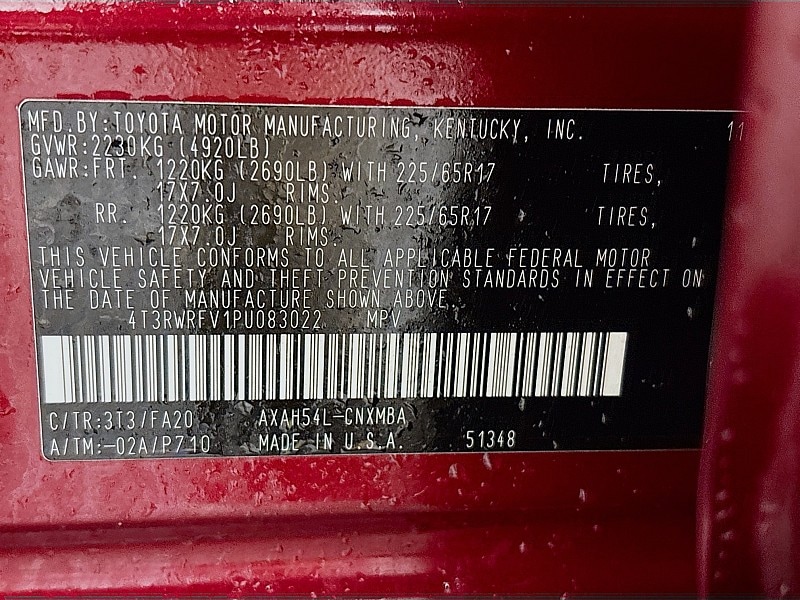 MFD.BY:TOYOTA MOTOR MANUFACTURING, KENTUCKY, INC. 11
GVWR:2230KG (4920LB)
GAWR:FRT. 1220KG (2690LB) WITH 225/65R17 TIRES,
17X7.0J RIMS.
RR. 1220KG (2690LB) WITH 225/65R17 TIRES,
17X7.0J RIMS.
THIS VEHICLE CONFORMS TO ALL APPLICABLE FEDERAL MOTOR
VEHICLE SAFETY AND THEFT PREVENTION STANDARDS IN EFFECT ON
THE DATE OF MANUFACTURE SHOWN ABOVE.
4T3RWRFV1PU083022 MPV
C/TR:3T3/FA20 AXAH54L-GNXMBA
A/TM:-02A/P710 MADE IN U.S.A. 51348